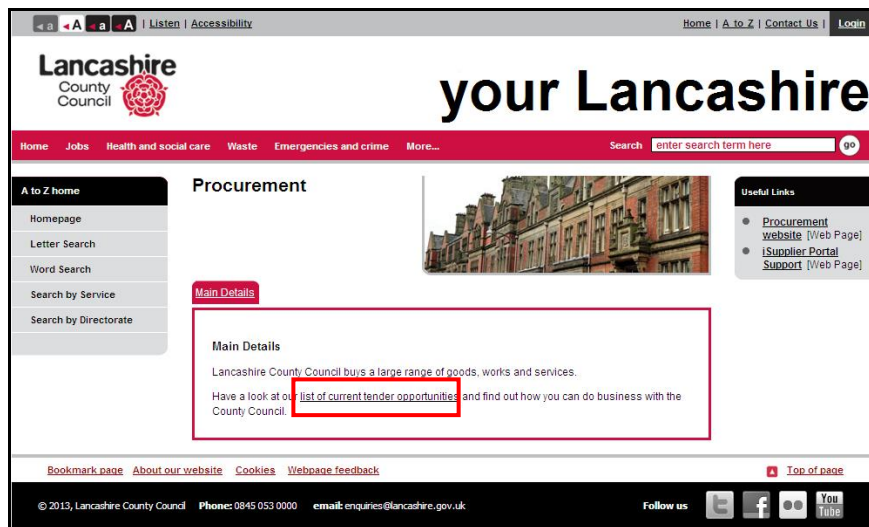 a A a A | Listen | Accessibility
Home | A to Z | Contact Us | Login
Lancashire
County
Council
your Lancashire
Home Jobs Health and social care Waste Emergencies and crime More...
Search enter search term here go
A to Z home
Homepage
Letter Search
Word Search
Search by Service
Search by Directorate
Procurement
Main Details
Main Details
Lancashire County Council buys a large range of goods, works and services.
Have a look at our list of current tender opportunities and find out how you can do business with the
County Council.
Useful Links
Procurement
website [Web Page]
iSupplier Portal
Support [Web Page]
Bookmark page About our website Cookies Webpage feedback
Top of page
© 2013, Lancashire County Council Phone: 0845 053 0000 email: enquiries@lancashire.gov.uk
Follow us t f You
Tube